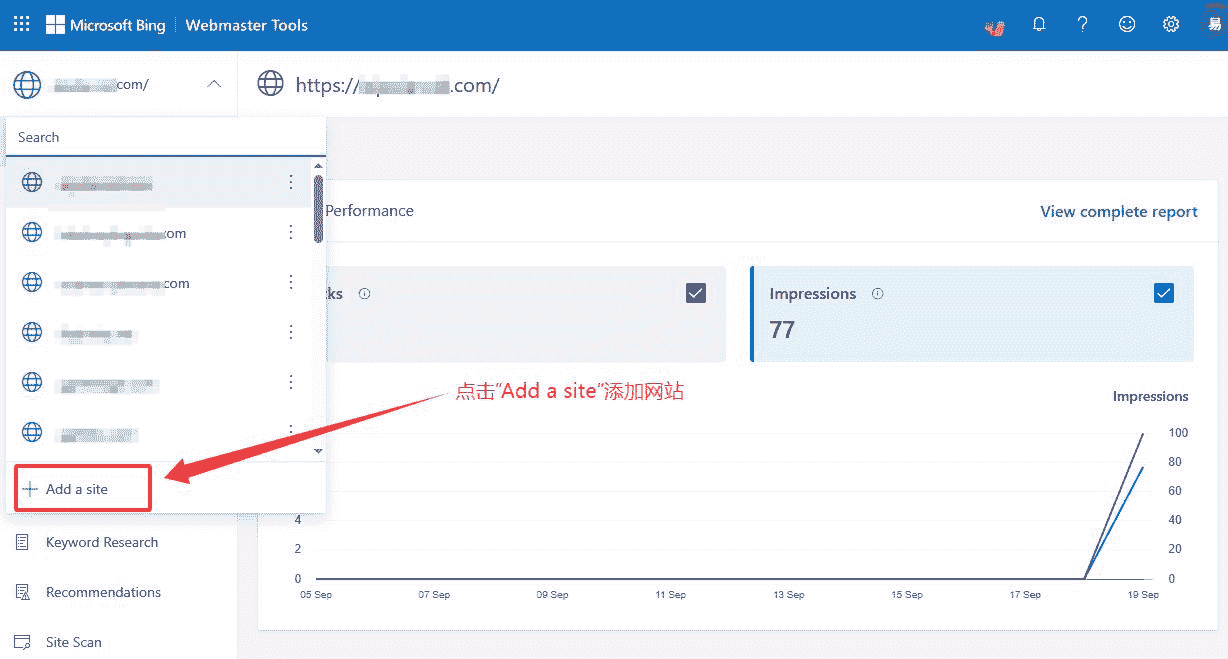 Microsoft Bing
Webmaster Tools
易
com/
https://
.com/
Search
om
com
Add a site
Keyword Research
Recommendations
Site Scan
Performance
View complete report
ks
Impressions
77
点击“Add a site”添加网站
Impressions
100
80
60
40
20
0
4
2
0
05 Sep
07 Sep
09 Sep
11 Sep
13 Sep
15 Sep
17 Sep
19 Sep